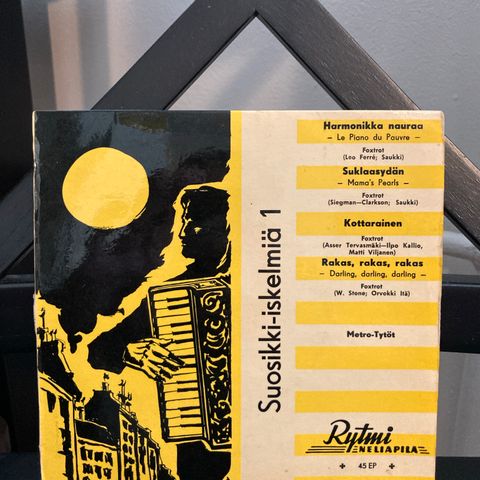 Suosikki-iskelmiä 1
Harmonikka nauraa
– Le Piano du Pauvre –
Foxtrot
(Leo Ferré; Saukki)
Suklaasydän
– Mama's Pearls –
Foxtrot
(Siegman–Clarkson; Saukki)
Kottarainen
Foxtrot
(Asser Tervasmäki–Ilpo Kallio,
Matti Viljanen)
Rakas, rakas, rakas
– Darling, darling, darling –
Foxtrot
(W. Stone; Orvokki Itä)
Metro-Tytöt
Rytmi
NELIAPILA
+ 45 EP +